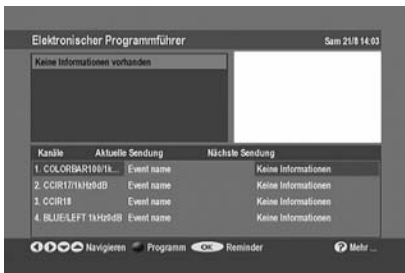 Elektronischer Programmführer Sam 21/8 14:03
Keine Informationen vorhanden
Kanäle Aktuelle Sendung Nächste Sendung
1. COLORBAR100/1k... Event name Keine Informationen
2. CCIR17/1kHz0dB Event name Keine Informationen
3. CCIR18 Event name Keine Informationen
4. BLUE/LEFT 1kHz0dB Event name Keine Informationen
Navigieren Programm OK Reminder ? Mehr ...